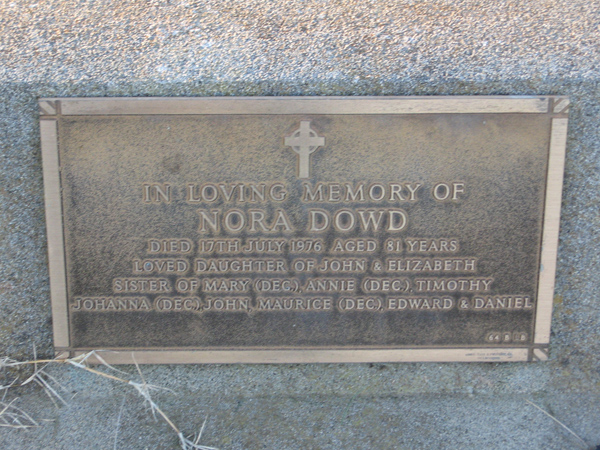 IN LOVING MEMORY OF
NORA DOWD
DIED 17TH JULY 1976 AGED 81 YEARS
LOVED DAUGHTER OF JOHN & ELIZABETH
SISTER OF MARY (DEC), ANNIE (DEC), TIMOTHY
JOHANNA (DEC), JOHN, MAURICE (DEC), EDWARD & DANIEL